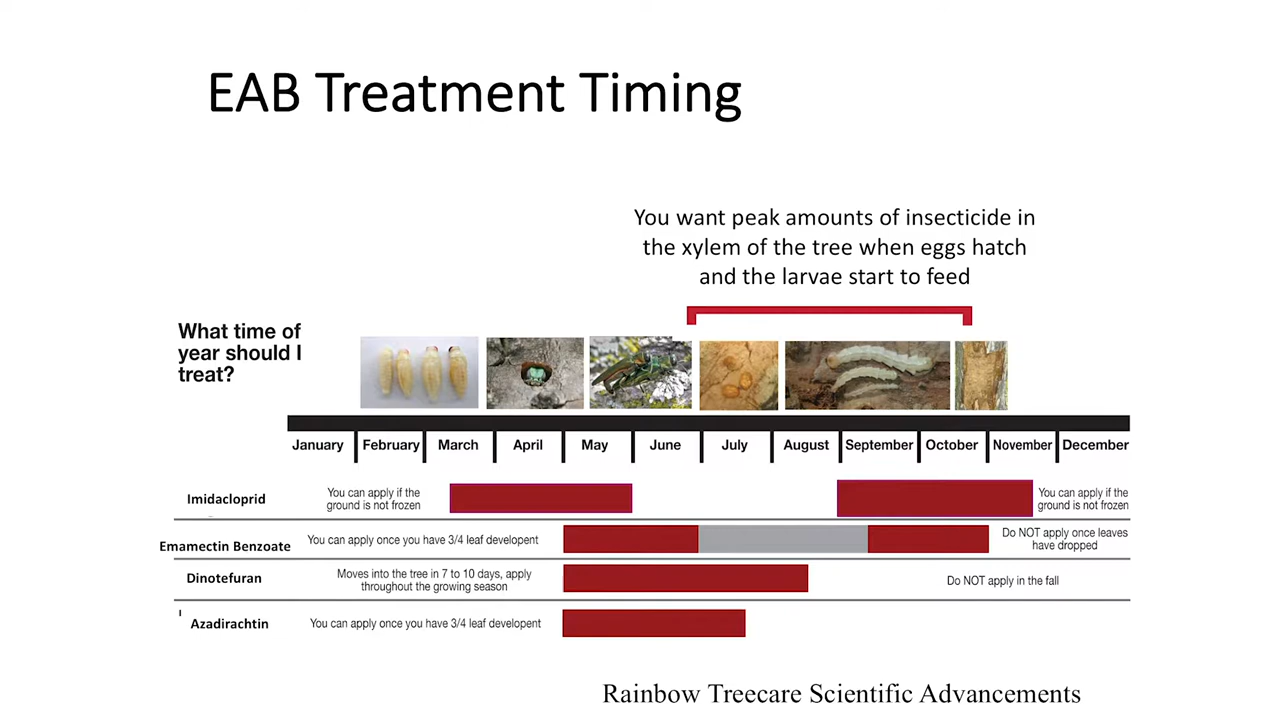 EAB Treatment Timing
You want peak amounts of insecticide in
the xylem of the tree when eggs hatch
and the larvae start to feed
What time of
year should I
treat?
January February March April May June July August September October November December
Imidacloprid
You can apply if the
ground is not frozen
You can apply if the
ground is not frozen
Emamectin Benzoate
You can apply once you have 3/4 leaf developent
Do NOT apply once leaves
have dropped
Dinotefuran
Moves into the tree in 7 to 10 days, apply
throughout the growing season
Do NOT apply in the fall
Azadirachtin
You can apply once you have 3/4 leaf developent
Rainbow Treecare Scientific Advancements